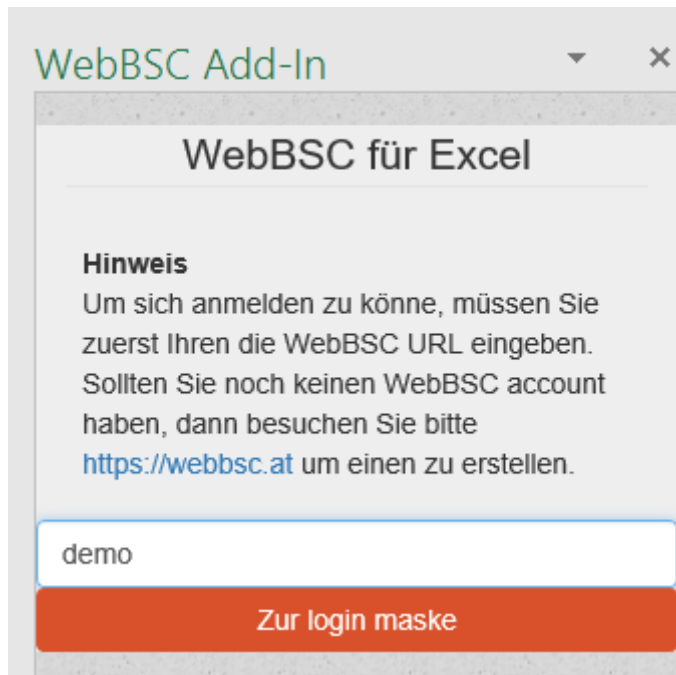 WebBSC Add-In
WebBSC für Excel
Hinweis
Um sich anmelden zu könne, müssen Sie
zuerst Ihren die WebBSC URL eingeben.
Sollten Sie noch keinen WebBSC account
haben, dann besuchen Sie bitte
https://webbsc.at um einen zu erstellen.
demo
Zur login maske